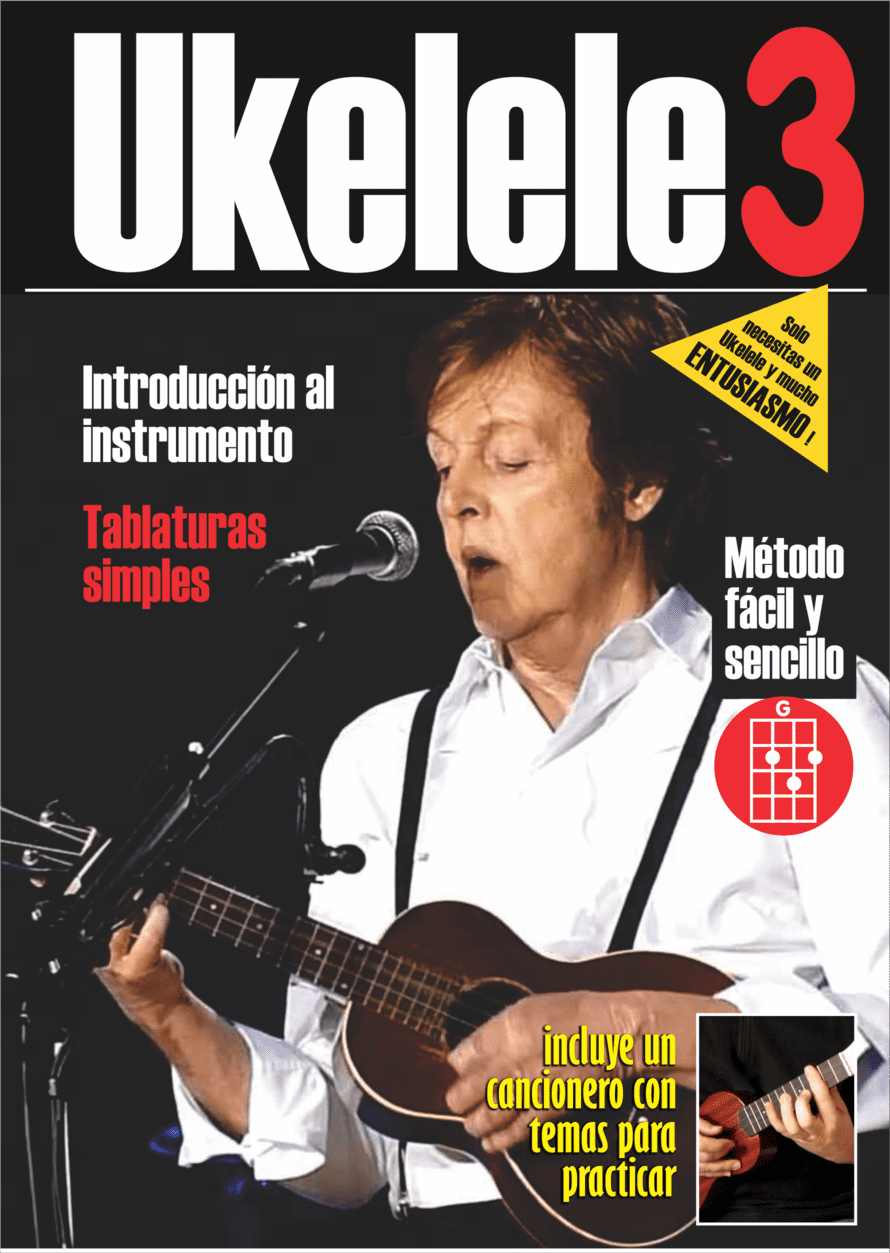 Ukelele3
Solo
necesitas un
Ukelele y mucho
ENTUSIASMO !
Introducción al
instrumento
Tablaturas
simples
Método
fácil y
sencillo
G
incluye un
cancionero con
temas para
practicar